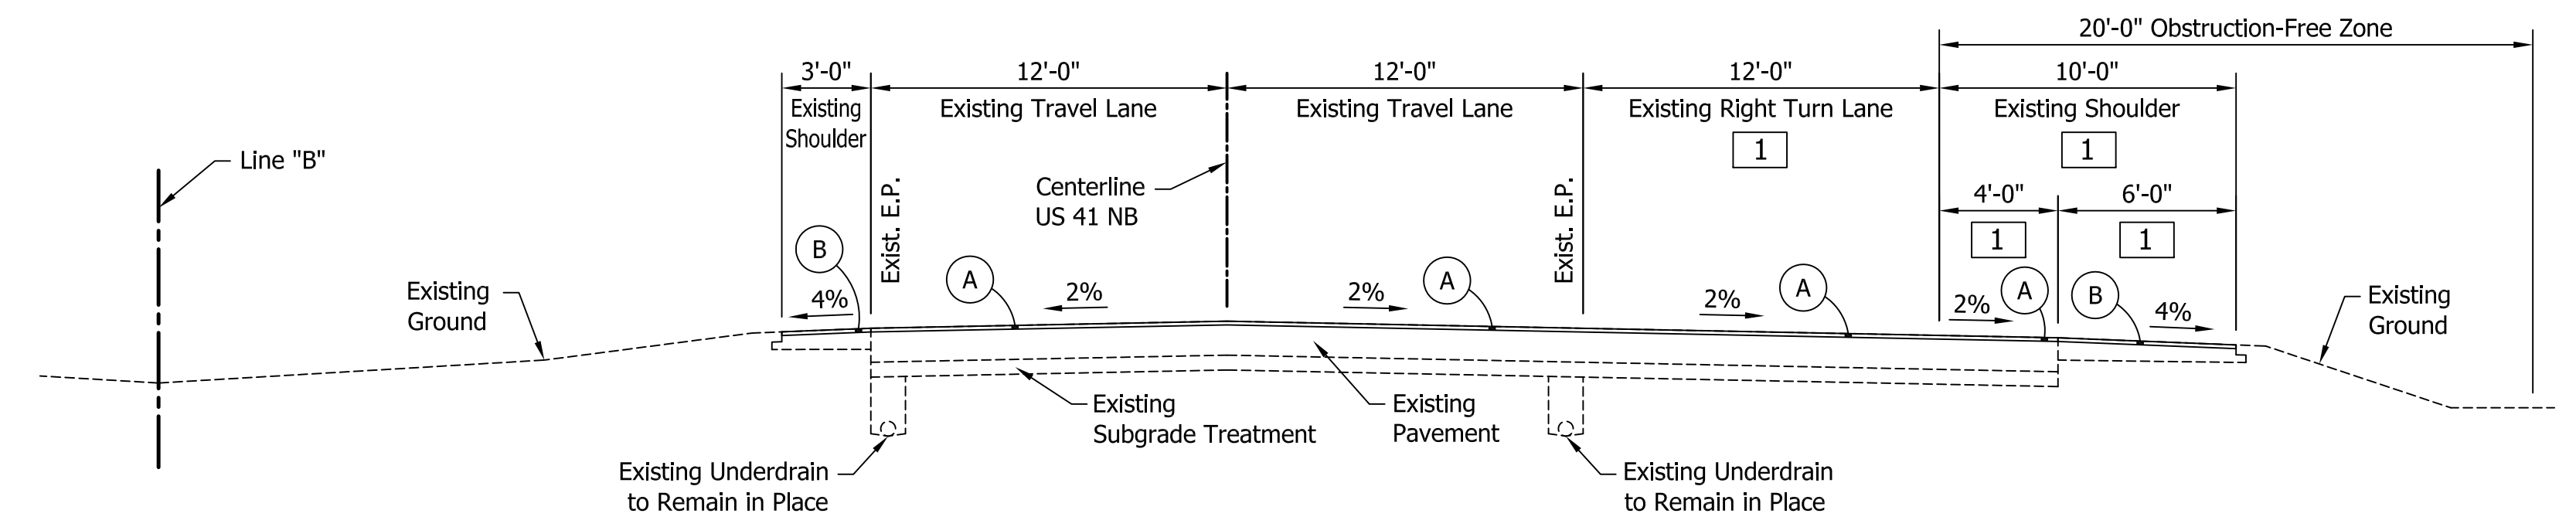 20'-0" Obstruction-Free Zone
3'-0"
12'-0"
12'-0"
12'-0"
10'-0"
Existing
Shoulder
Existing Travel Lane
Existing Travel Lane
Existing Right Turn Lane
1
Existing Shoulder
1
Line "B"
Centerline
US 41 NB
4'-0"
6'-0"
1
1
Exist. E.P.
Exist. E.P.
B
A
A
A
A
B
4%
2%
2%
2%
2%
4%
Existing
Ground
Existing
Ground
Existing
Subgrade Treatment
Existing
Pavement
Existing Underdrain
to Remain in Place
Existing Underdrain
to Remain in Place